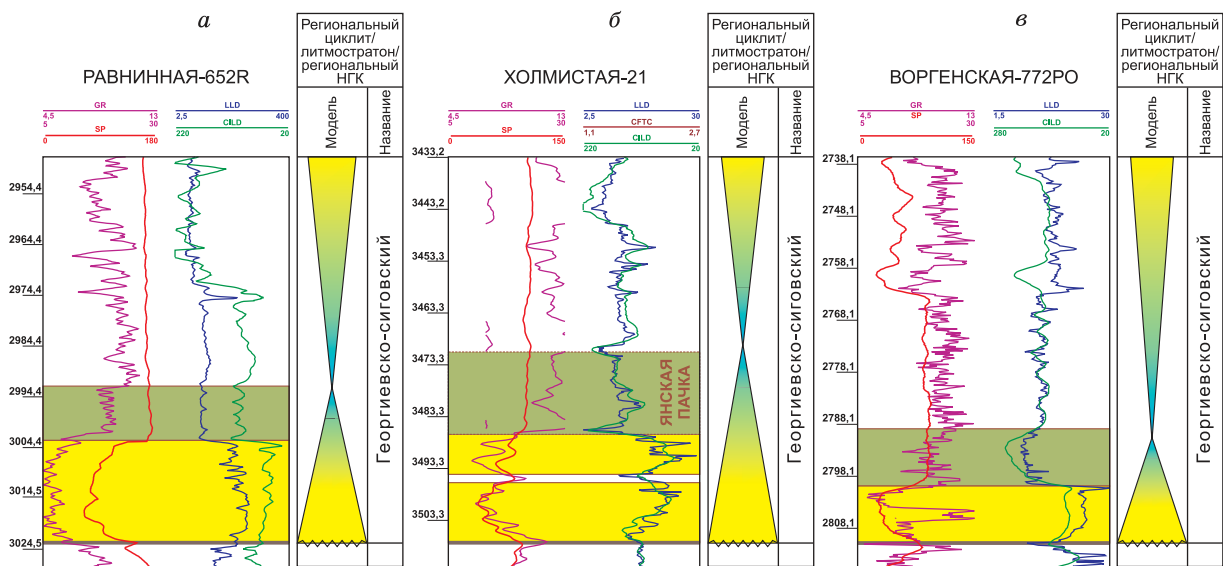 а
РАВНИННАЯ-652R
GR
4,5 13
5 30
SP
0 180
LLD
2,5 400
CILD
220 20
2954,4
2964,4
2974,4
2984,4
2994,4
3004,4
3014,5
3024,5
Региональный
циклит/
литмостратон/
региональный
НГК
Модель
Название
Георгиевско-сиговский
б
ХОЛМИСТАЯ-21
GR
4,5 13
5 30
SP
0 150
LLD
2,5 30
CFTC
1,1 2,7
CILD
220 20
3433,2
3443,2
3453,3
3463,3
3473,3
3483,3
3493,3
3503,3
ЯНСКАЯ
ПАЧКА
Региональный
циклит/
литмостратон/
региональный
НГК
Модель
Название
Георгиевско-сиговский
в
ВОРГЕНСКАЯ-772РО
GR
4,5 13
5 30
SP
0 150
LLD
1,5 30
CILD
280 20
2738,1
2748,1
2758,1
2768,1
2778,1
2788,1
2798,1
2808,1
Региональный
циклит/
литмостратон/
региональный
НГК
Модель
Название
Георгиевско-сиговский